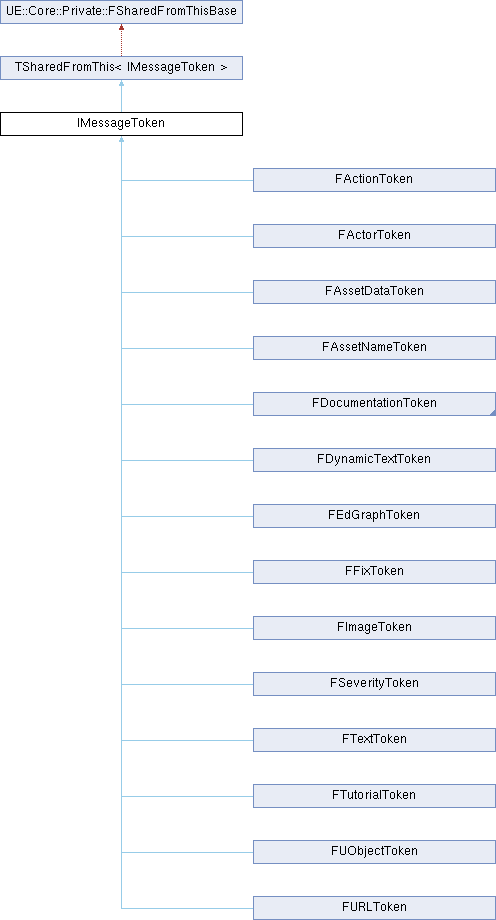 UE::Core::Private::FSharedFromThisBase
TSharedFromThis< IMessageToken >
IMessageToken
FActionToken
FActorToken
FAssetDataToken
FAssetNameToken
FDocumentationToken
FDynamicTextToken
FEdGraphToken
FFixToken
FImageToken
FSeverityToken
FTextToken
FTutorialToken
FUObjectToken
FURLToken